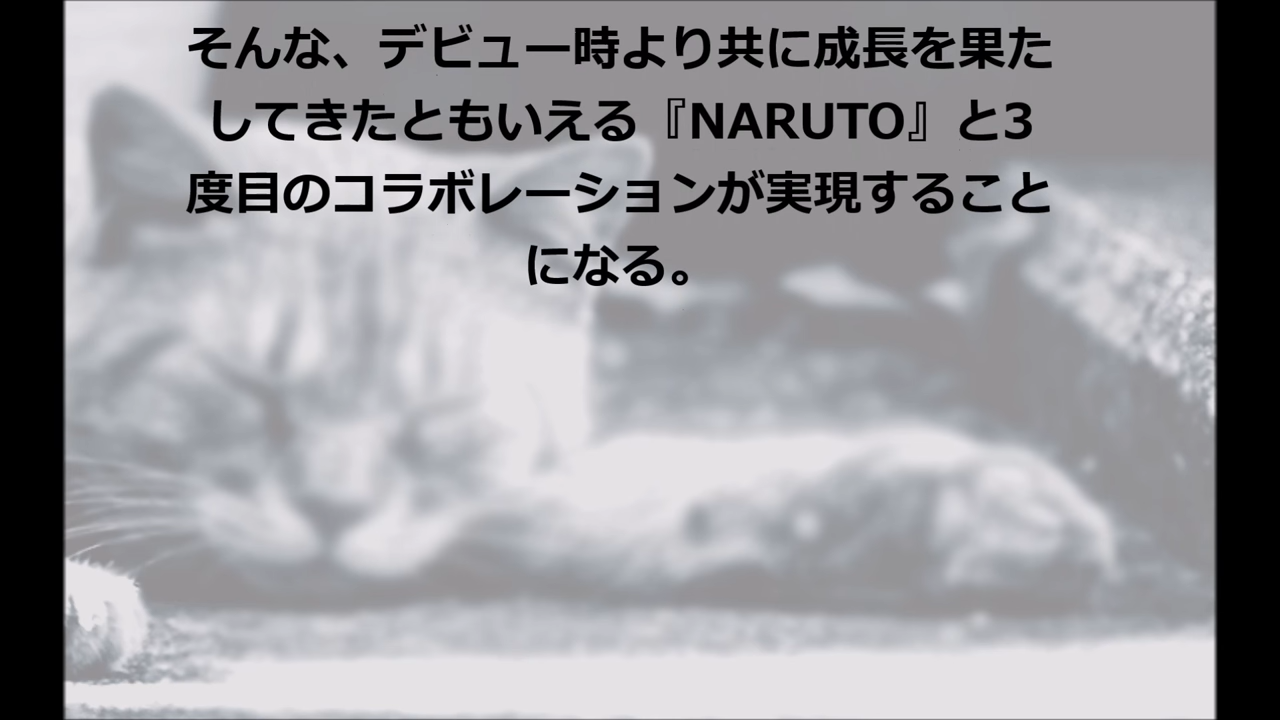 そんな、デビュー時より共に成長を果た
してきたともいえる『NARUTO』と3
度目のコラボレーションが実現すること
になる。